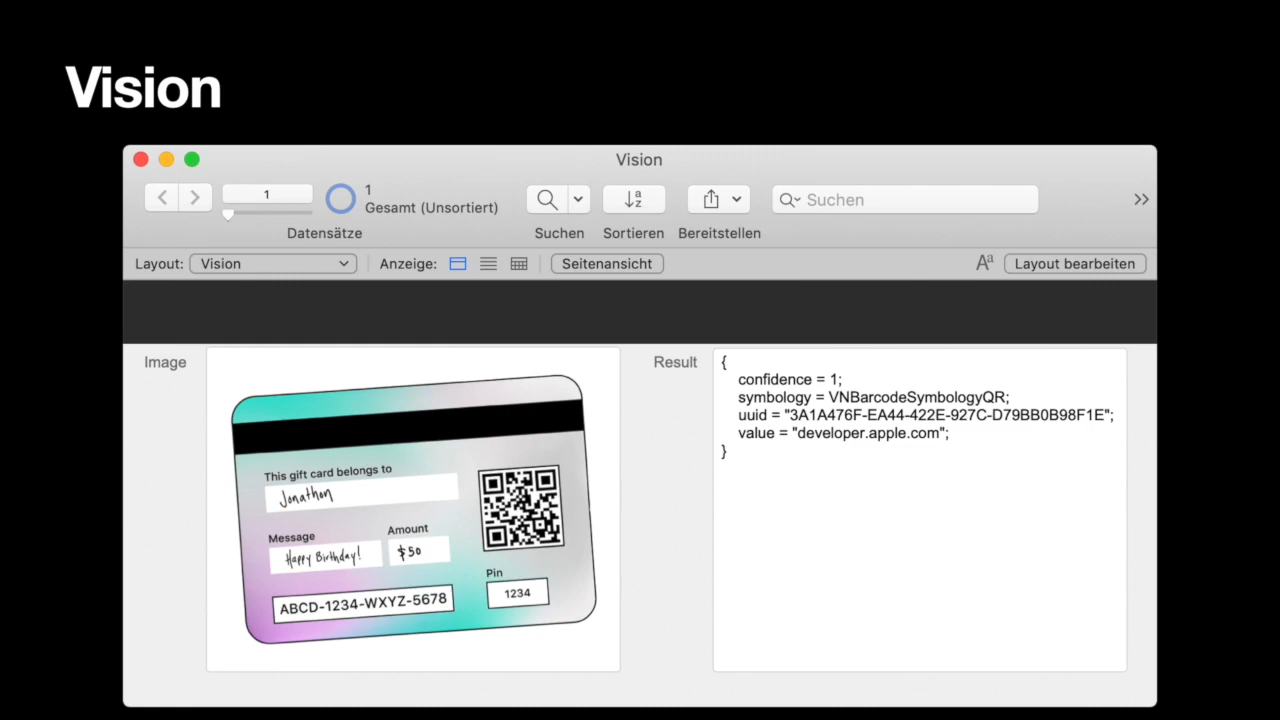 Vision
Vision
1
1
Gesamt (Unsortiert)
Datensätze
Suchen
Sortieren
Bereitstellen
Suchen
Layout: Vision
Anzeige:
Seitenansicht
Layout bearbeiten
Image
This gift card belongs to
Jonathon
Message
Happy Birthday!
Amount
$50
ABCD-1234-WXYZ-5678
Pin
1234
Result
{
confidence = 1;
symbology = VNBarcodeSymbologyQR;
uuid = "3A1A476F-EA44-422E-927C-D79BB0B98F1E";
value = "developer.apple.com";
}